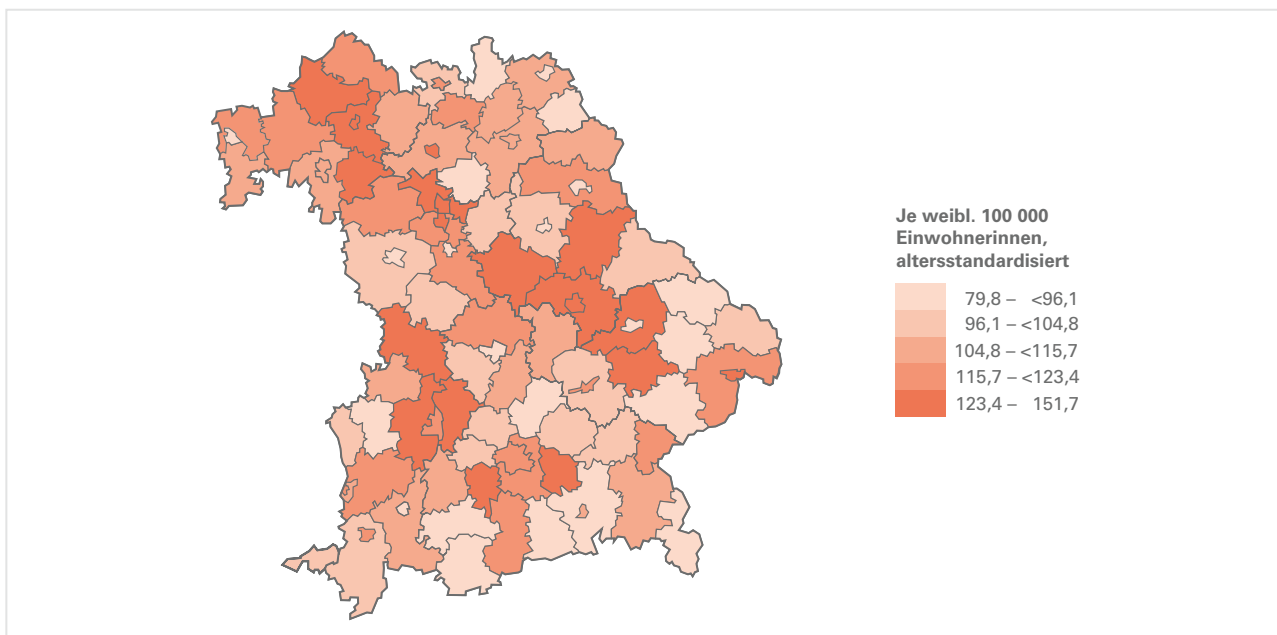 Je weibl. 100 000
Einwohnerinnen,
altersstandardisiert
79,8 – <96,1
96,1 – <104,8
104,8 – <115,7
115,7 – <123,4
123,4 – 151,7